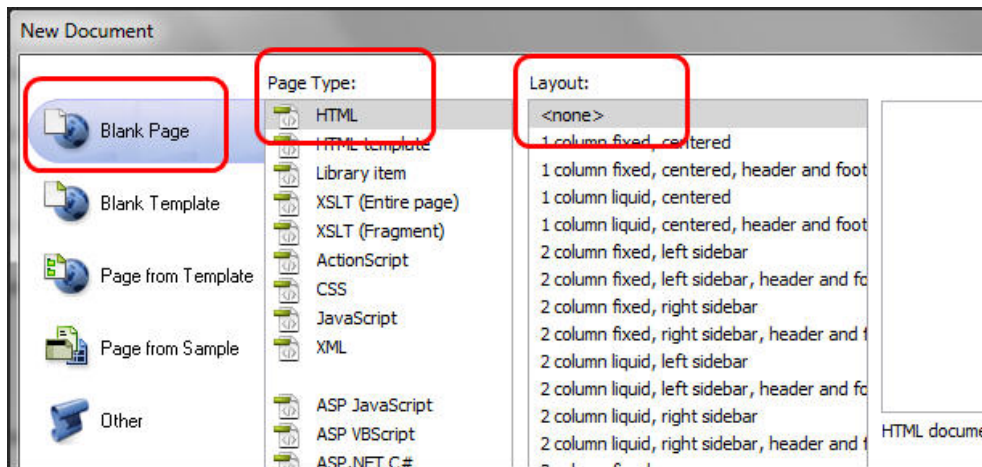 New Document
Blank Page
Blank Template
Page from Template
Page from Sample
Other
Page Type:
HTML
HTML template
Library item
XSLT (Entire page)
XSLT (Fragment)
ActionScript
CSS
JavaScript
XML
ASP JavaScript
ASP VBScript
ASP.NET C#
Layout:
<none>
1 column fixed, centered
1 column fixed, centered, header and foot
1 column liquid, centered
1 column liquid, centered, header and foot
2 column fixed, left sidebar
2 column fixed, left sidebar, header and fo
2 column fixed, right sidebar
2 column fixed, right sidebar, header and f
2 column liquid, left sidebar
2 column liquid, left sidebar, header and fo
2 column liquid, right sidebar
2 column liquid, right sidebar, header and f
HTML docume